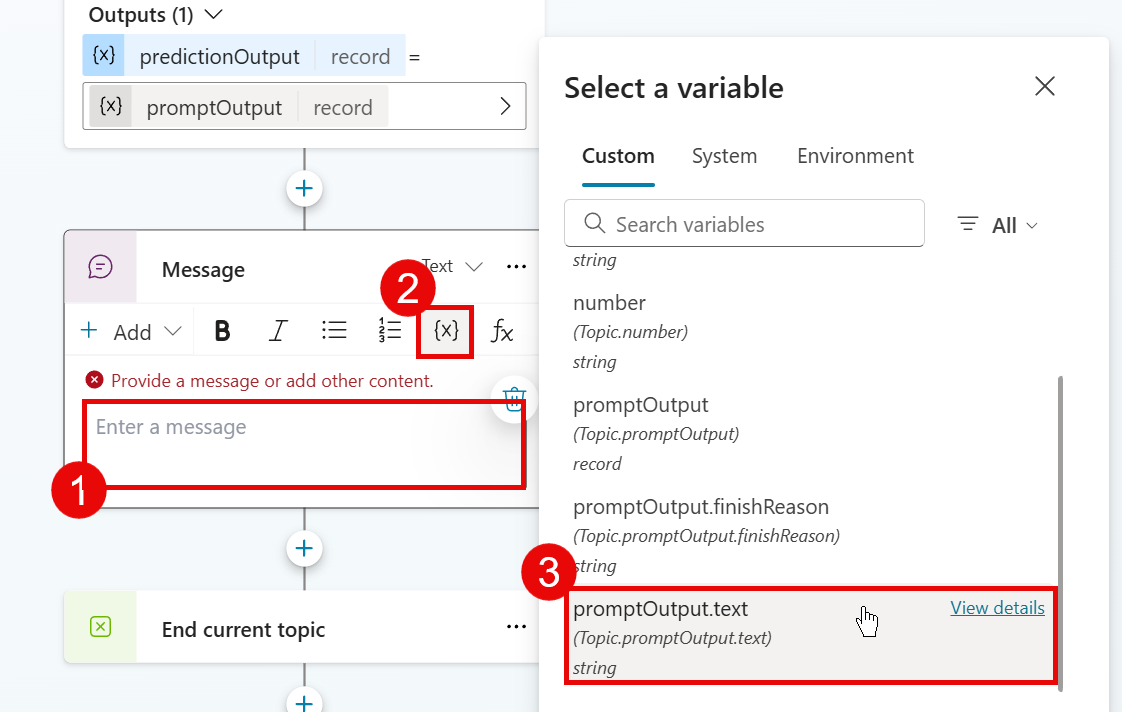 Outputs (1)
{x} predictionOutput record =
{x} promptOutput record
Message
Text
2
+ Add B I {x} fx
Provide a message or add other content.
Enter a message
1
End current topic
Select a variable
Custom System Environment
Search variables
All
string
number
(Topic.number)
string
promptOutput
(Topic.promptOutput)
record
promptOutput.finishReason
(Topic.promptOutput.finishReason)
string
3
promptOutput.text View details
(Topic.promptOutput.text)
string